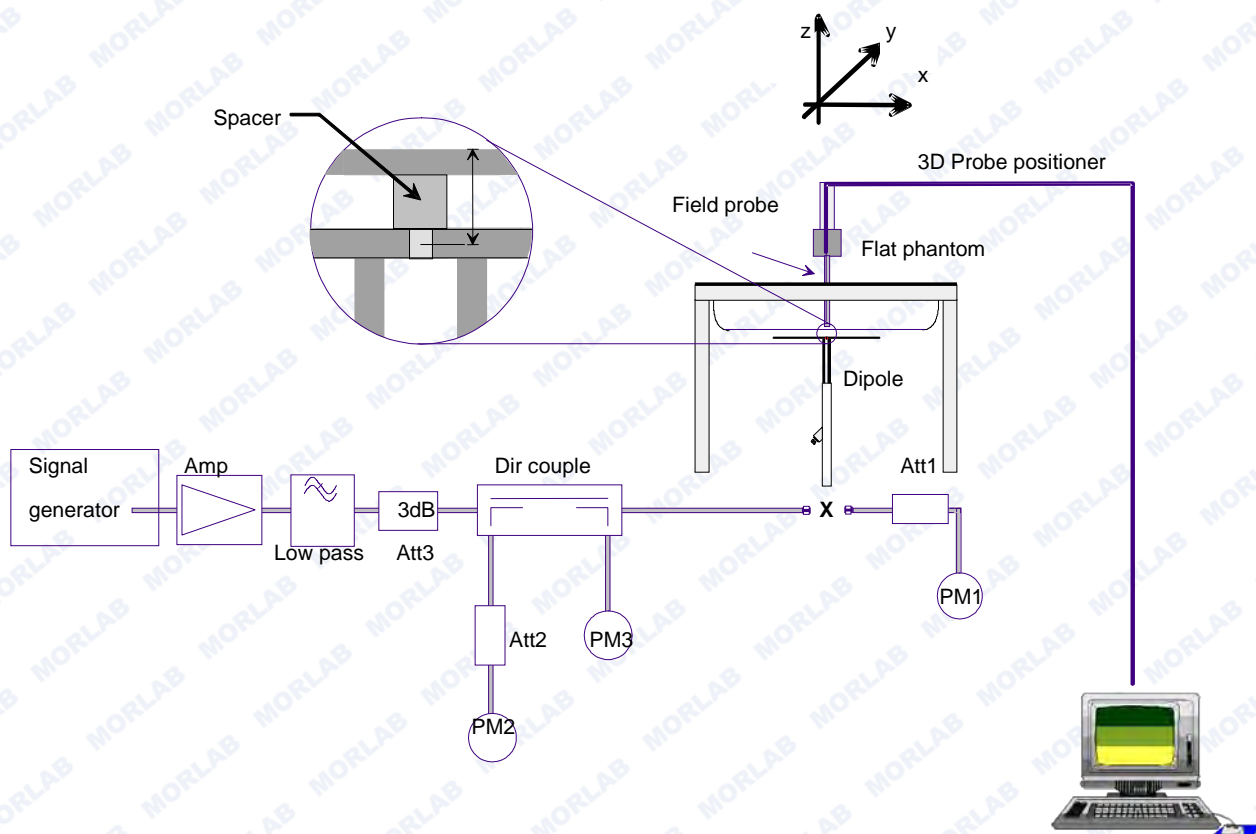 z
y
x
Spacer
3D Probe positioner
Field probe
Flat phantom
Dipole
Signal
generator
Amp
Low pass
3dB
Att3
Dir couple
Att1
X
PM1
Att2
PM3
PM2
MORLAB